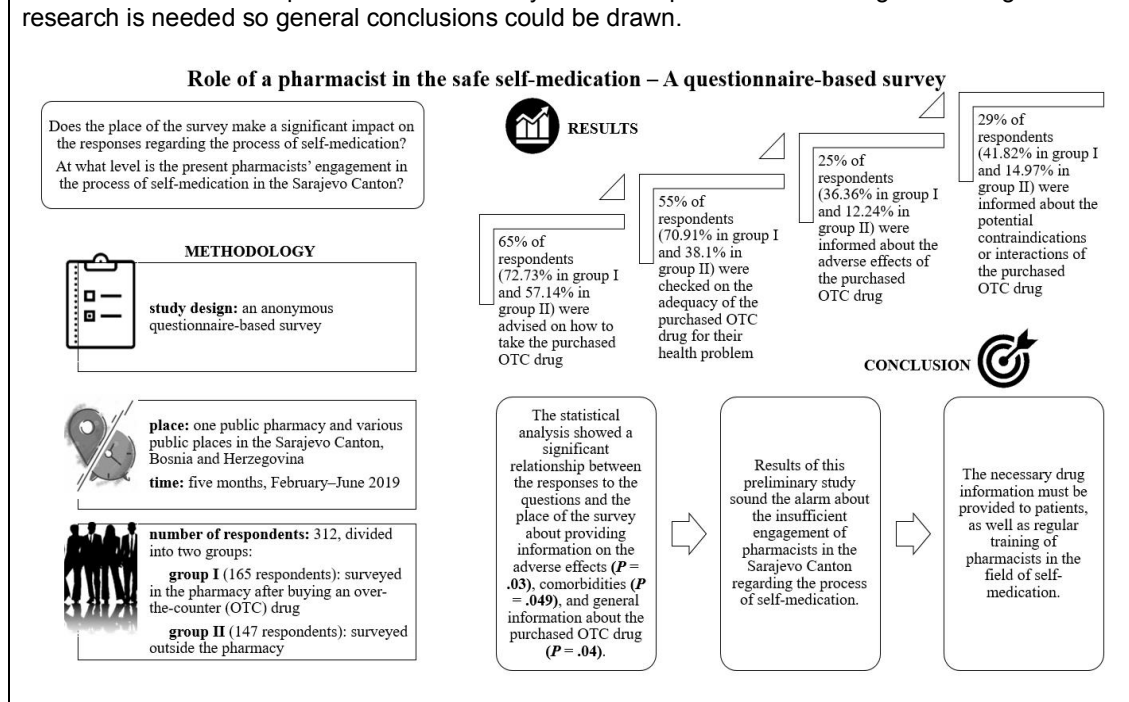 research is needed so general conclusions could be drawn.
Role of a pharmacist in the safe self-medication – A questionnaire-based survey
Does the place of the survey make a significant impact on
the responses regarding the process of self-medication?
At what level is the present pharmacists' engagement in
the process of self-medication in the Sarajevo Canton?
METHODOLOGY
study design: an anonymous
questionnaire-based survey
place: one public pharmacy and various
public places in the Sarajevo Canton,
Bosnia and Herzegovina
time: five months, February–June 2019
number of respondents: 312, divided
into two groups:
group I (165 respondents): surveyed
in the pharmacy after buying an over-
the-counter (OTC) drug
group II (147 respondents): surveyed
outside the pharmacy
RESULTS
65% of
respondents
(72.73% in group I
and 57.14% in
group II) were
advised on how to
take the purchased
OTC drug
55% of
respondents
(70.91% in group I
and 38.1% in
group II) were
checked on the
adequacy of the
purchased OTC
drug for their
health problem
25% of
respondents
(36.36% in group I
and 12.24% in
group II) were
informed about the
adverse effects of
the purchased
OTC drug
29% of
respondents
(41.82% in group I
and 14.97% in
group II) were
informed about the
potential
contraindications
or interactions of
the purchased
OTC drug
CONCLUSION
The statistical
analysis showed a
significant
relationship between
the responses to the
questions and the
place of the survey
about providing
information on the
adverse effects (P =
.03), comorbidities (P
= .049), and general
information about the
purchased OTC drug
(P = .04).
Results of this
preliminary study
sound the alarm about
the insufficient
engagement of
pharmacists in the
Sarajevo Canton
regarding the process
of self-medication.
The necessary drug
information must be
provided to patients,
as well as regular
training of
pharmacists in the
field of self-
medication.